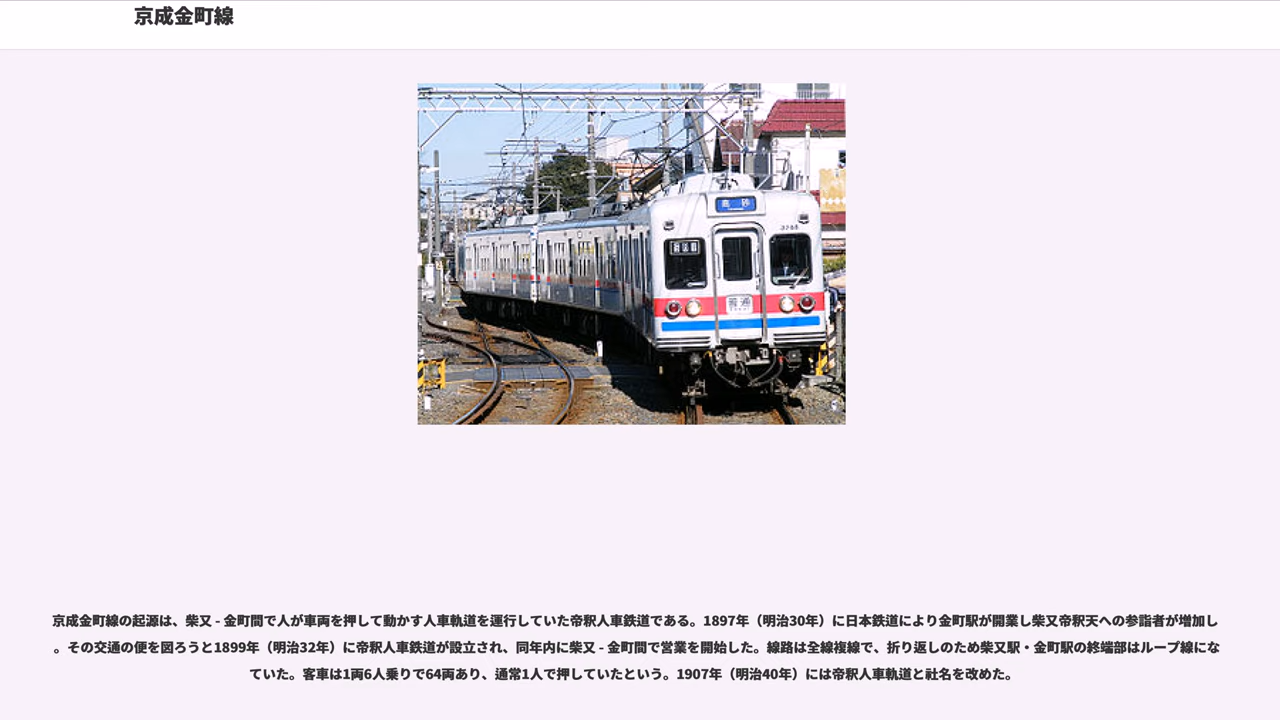 京成金町線
高砂
普通
京成金町線の起源は、柴又 - 金町間で人が車両を押して動かす人車軌道を運行していた帝釈人車鉄道である。1897年（明治30年）に日本鉄道により金町駅が開業し柴又帝釈天への参詣者が増加し
。その交通の便を図ろうと1899年（明治32年）に帝釈人車鉄道が設立され、同年内に柴又 - 金町間で営業を開始した。線路は全線複線で、折り返しのため柴又駅・金町駅の終端部はループ線にな
ていた。客車は1両6人乗りで64両あり、通常1人で押していたという。1907年（明治40年）には帝釈人車軌道と社名を改めた。